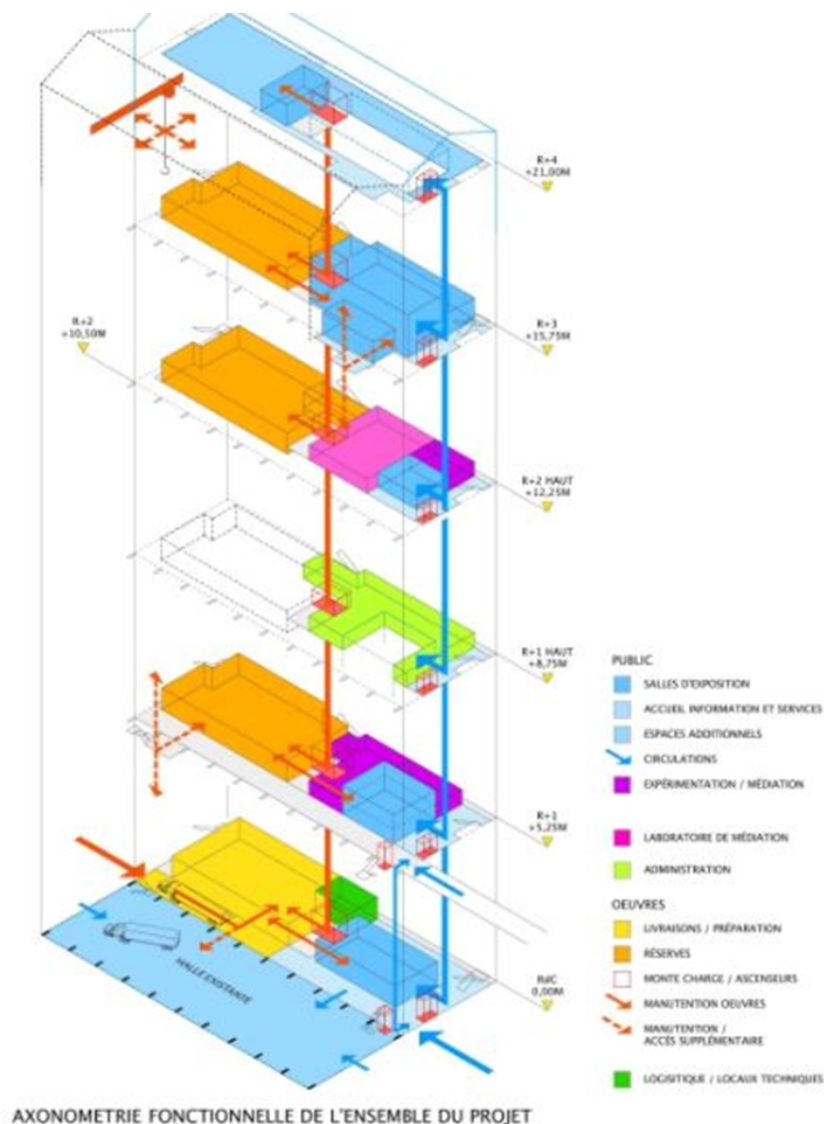 R+4
+21,00M
R+2
+10,50M
R+3
+15,75M
R+2 HAUT
+12,25M
R+1 HAUT
+8,75M
R+1
+5,25M
RdC
0,00M
HALLE EXISTANTE
PUBLIC
SALLES D'EXPOSITION
ACCUEIL INFORMATION ET SERVICES
ESPACES ADDITIONNELS
CIRCULATIONS
EXPÉRIMENTATION / MÉDIATION
LABORATOIRE DE MÉDIATION
ADMINISTRATION
OEUVRES
LIVRAISONS / PRÉPARATION
RÉSERVES
MONTE CHARGE / ASCENSEURS
MANUTENTION OEUVRES
MANUTENTION /
ACCÈS SUPPLÉMENTAIRE
LOGISITIQUE / LOCAUX TECHNIQUES
AXONOMETRIE FONCTIONNELLE DE L'ENSEMBLE DU PROJET